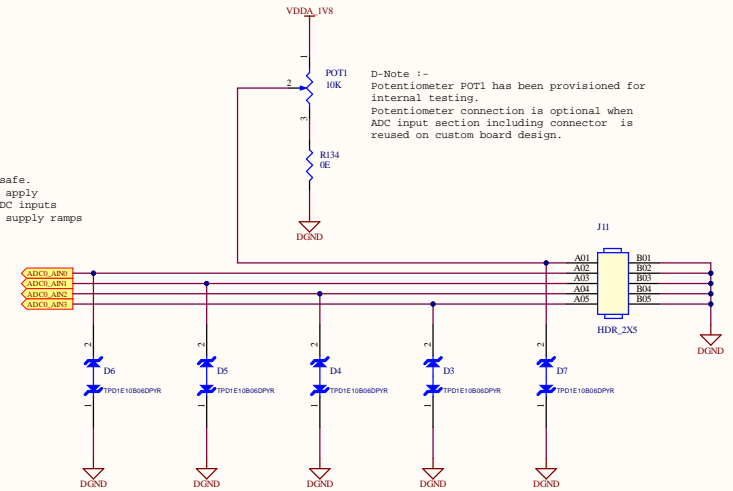 VDDA_1V8
1
POT1
10K
2
3
D-Note :-
Potentiometer POT1 has been provisioned for
internal testing.
Potentiometer connection is optional when
ADC input section including connector is
reused on custom board design.
R134
0E
safe.
apply
DC inputs
supply ramps
DGND
J11
A01 B01
A02 B02
A03 B03
A04 B04
A05 B05
HDR_2X5
DGND
ADC0_AIN0
ADC0_AIN1
ADC0_AIN2
ADC0_AIN3
2 2 2 2 2
D6 D5 D4 D3 D7
TPD1E10B06DPYR TPD1E10B06DPYR TPD1E10B06DPYR TPD1E10B06DPYR TPD1E10B06DPYR
1 1 1 1 1
DGND DGND DGND DGND DGND